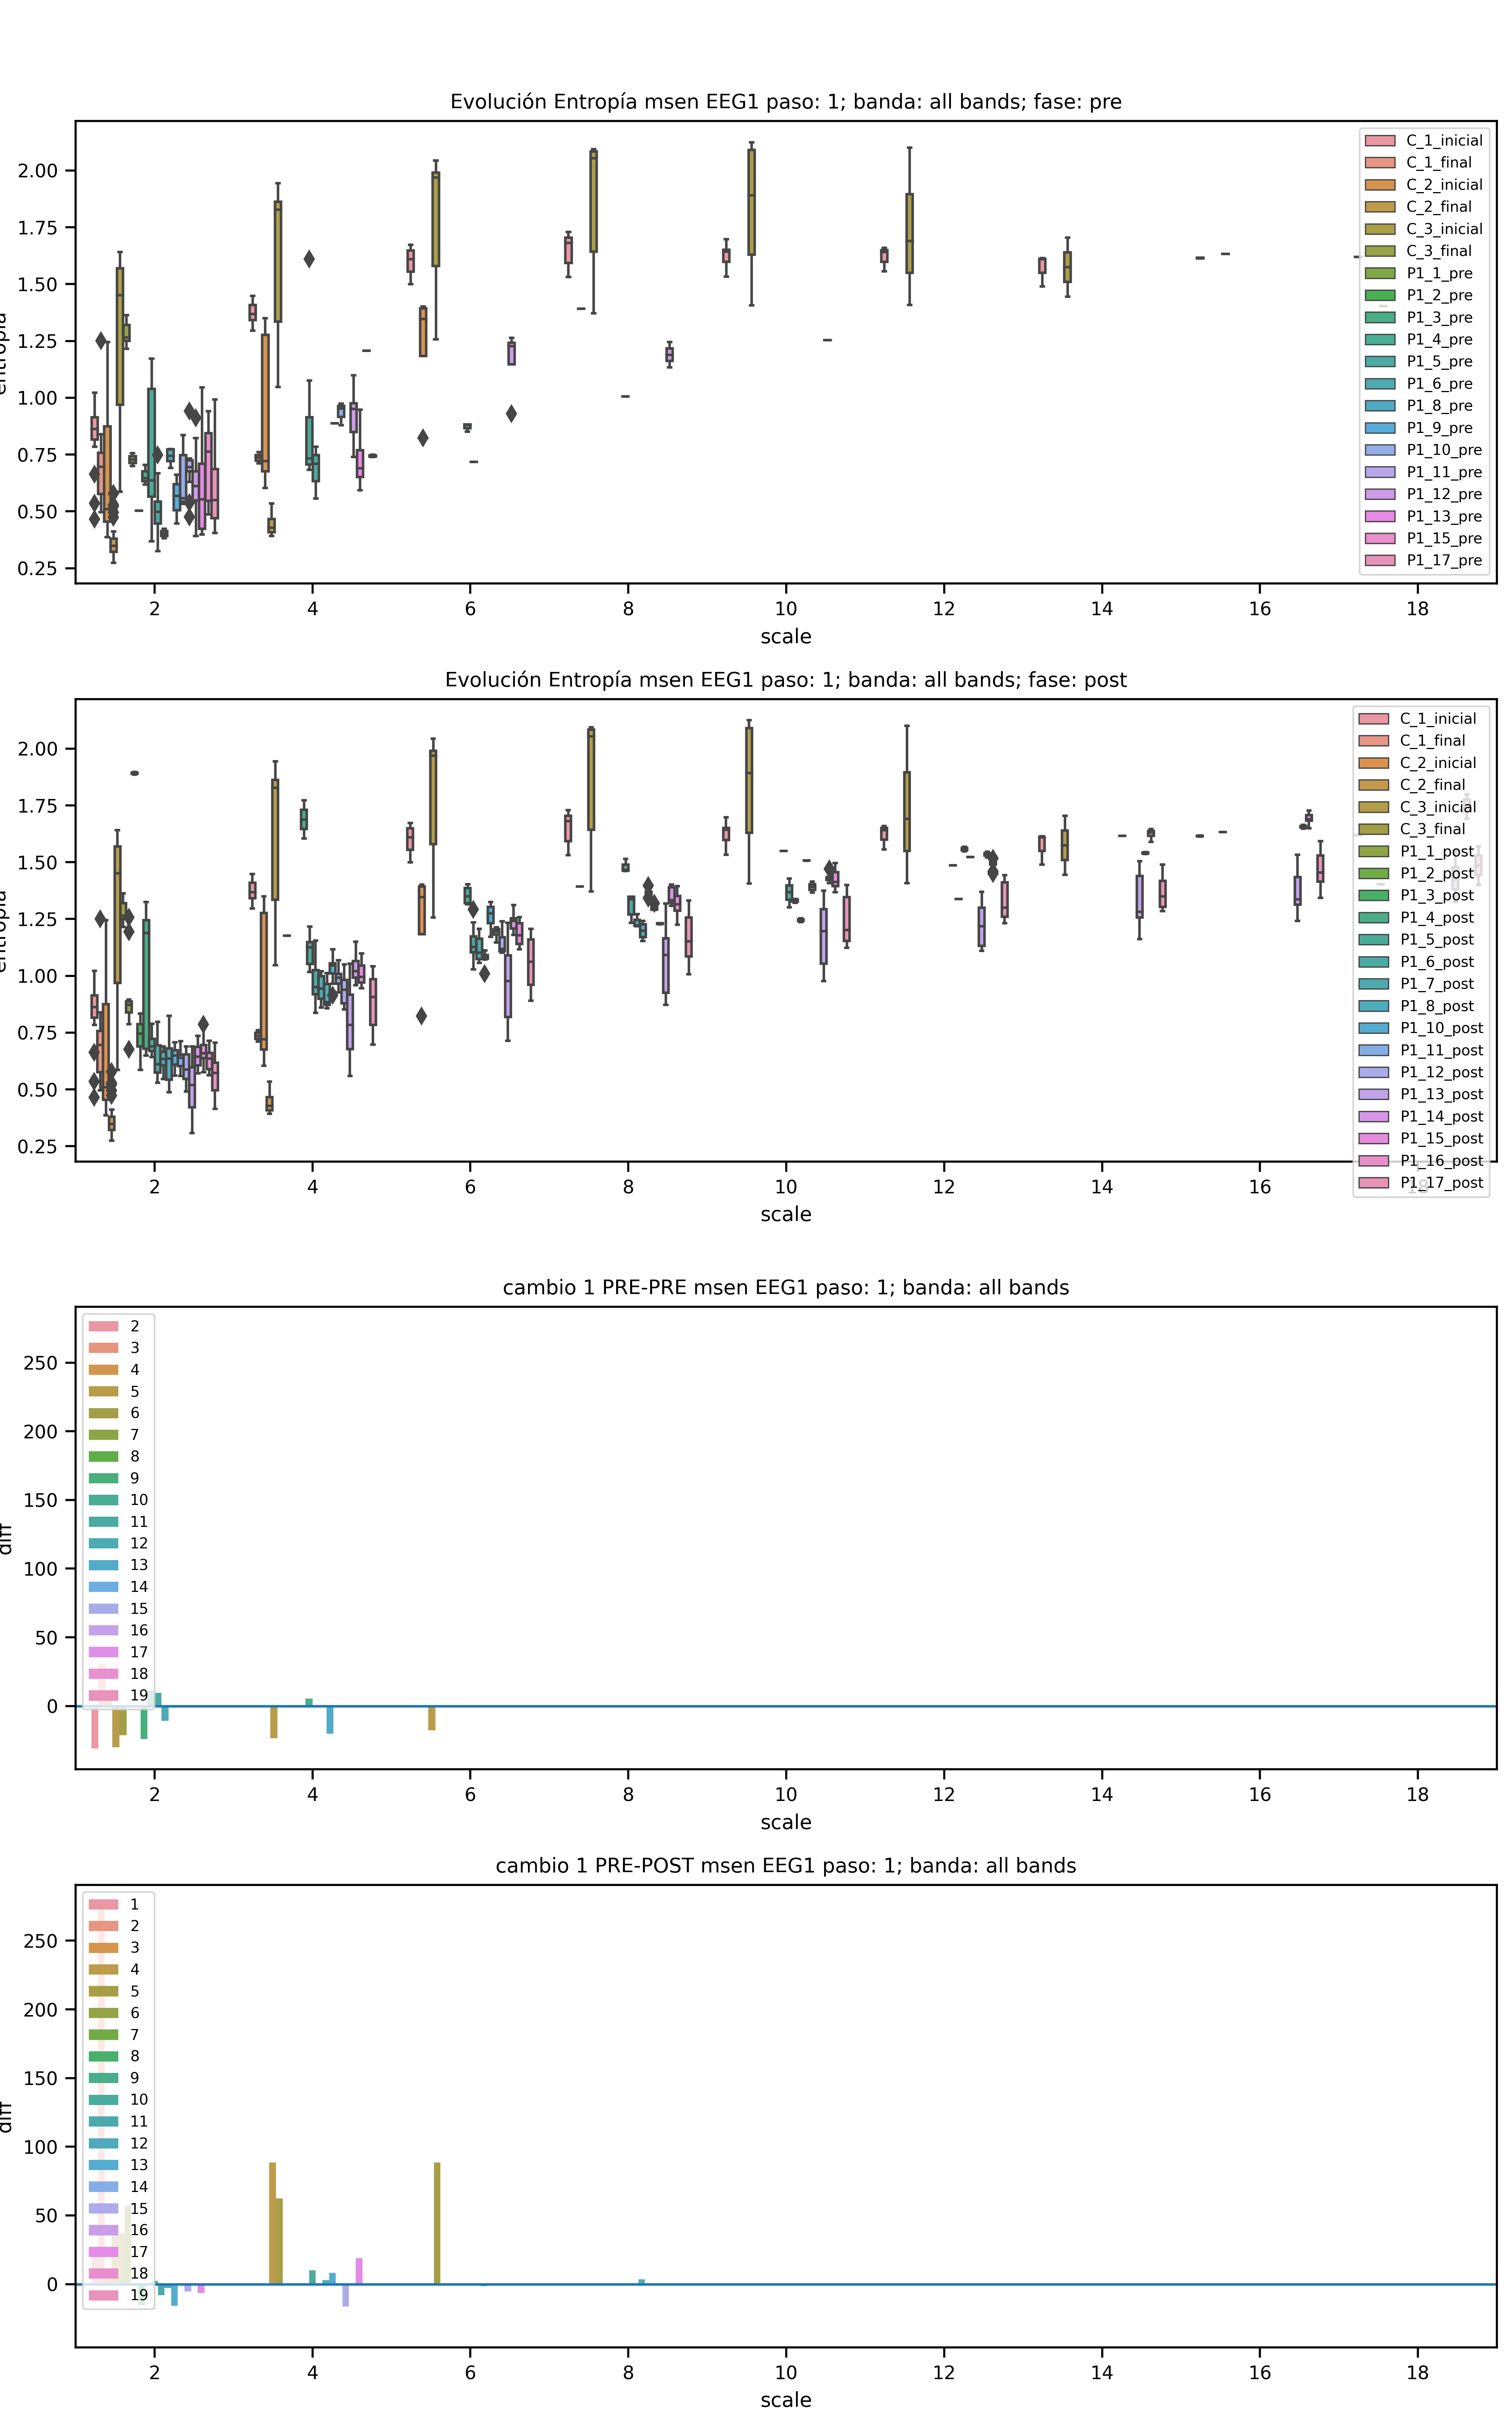 Evolución Entropía msen EEG1 paso: 1; banda: all bands; fase: pre
2.00
1.75
1.50
1.25
1.00
0.75
0.50
0.25
C_1_inicial
C_1_final
C_2_inicial
C_2_final
C_3_inicial
C_3_final
P1_1_pre
P1_2_pre
P1_3_pre
P1_4_pre
P1_5_pre
P1_6_pre
P1_8_pre
P1_9_pre
P1_10_pre
P1_11_pre
P1_12_pre
P1_13_pre
P1_15_pre
P1_17_pre
2 4 6 8 10 12 14 16 18
scale
Evolución Entropía msen EEG1 paso: 1; banda: all bands; fase: post
2.00
1.75
1.50
1.25
1.00
0.75
0.50
0.25
C_1_inicial
C_1_final
C_2_inicial
C_2_final
C_3_inicial
C_3_final
P1_1_post
P1_2_post
P1_3_post
P1_4_post
P1_5_post
P1_6_post
P1_7_post
P1_8_post
P1_10_post
P1_11_post
P1_12_post
P1_13_post
P1_14_post
P1_15_post
P1_16_post
P1_17_post
2 4 6 8 10 12 14 16 18
scale
cambio 1 PRE-PRE msen EEG1 paso: 1; banda: all bands
diff
250
200
150
100
50
0
2
3
4
5
6
7
8
9
10
11
12
13
14
15
16
17
18
19
2 4 6 8 10 12 14 16 18
scale
cambio 1 PRE-POST msen EEG1 paso: 1; banda: all bands
diff
250
200
150
100
50
0
1
2
3
4
5
6
7
8
9
10
11
12
13
14
15
16
17
18
19
2 4 6 8 10 12 14 16 18
scale